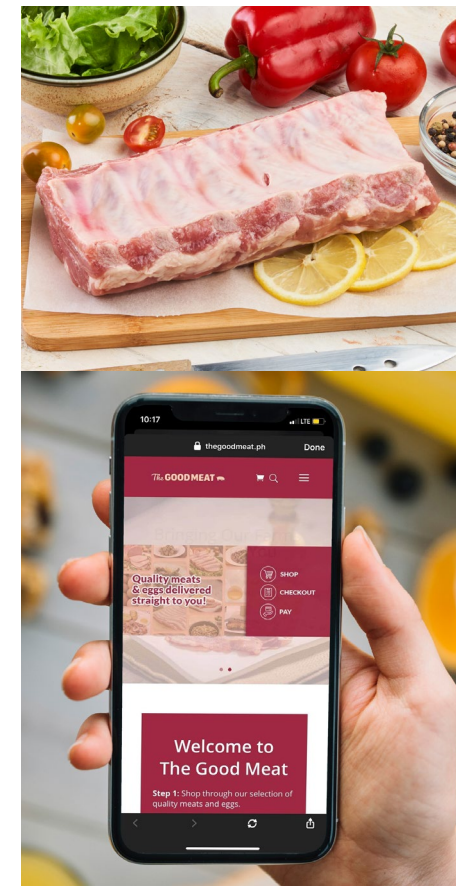 10:17
LTE
thegoodmeat.ph
Done
The GOOD MEAT
Quality meats
& eggs delivered
straight to you!
SHOP
CHECKOUT
PAY
Welcome to
The Good Meat
Step 1: Shop through our selection of
quality meats and eggs.